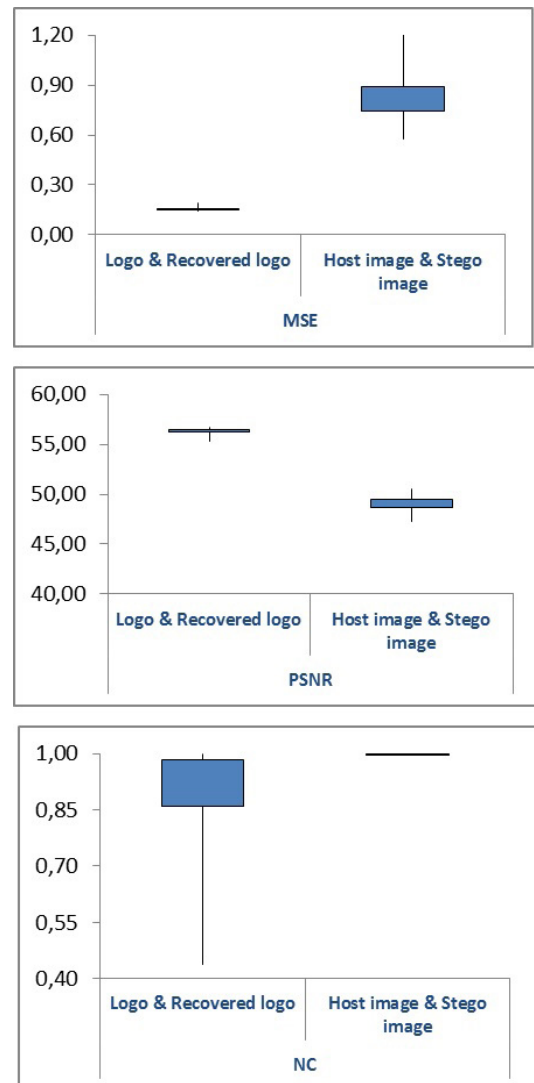 1,20
0,90
0,60
0,30
0,00
Logo & Recovered logo
Host image & Stego
image
MSE
60,00
55,00
50,00
45,00
40,00
Logo & Recovered logo
Host image & Stego
image
PSNR
1,00
0,85
0,70
0,55
0,40
Logo & Recovered logo
Host image & Stego
image
NC